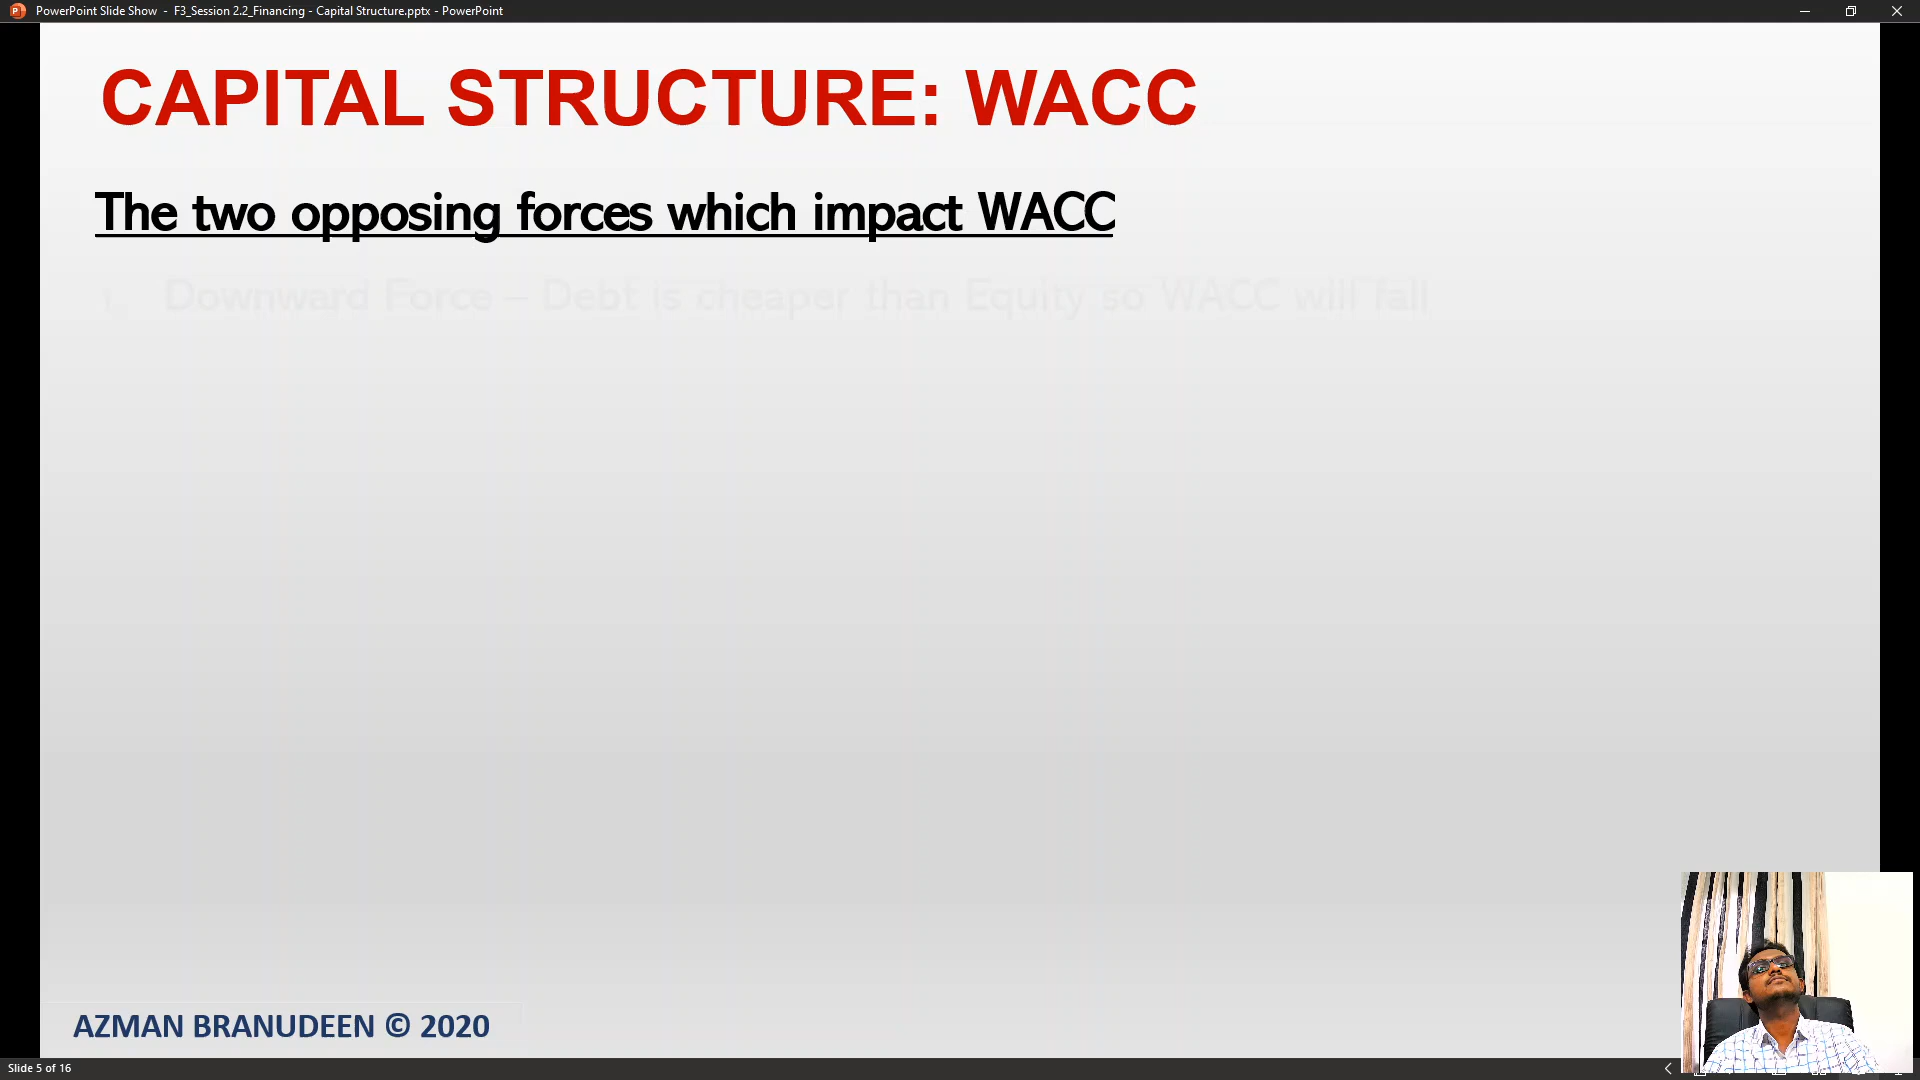 PowerPoint Slide Show - F3_Session 2.2_Financing - Capital Structure.pptx - PowerPoint
CAPITAL STRUCTURE: WACC
The two opposing forces which impact WACC
Downward Force – Debt is cheaper than Equity so WACC will fall
AZMAN BRANUDEEN © 2020
Slide 5 of 16